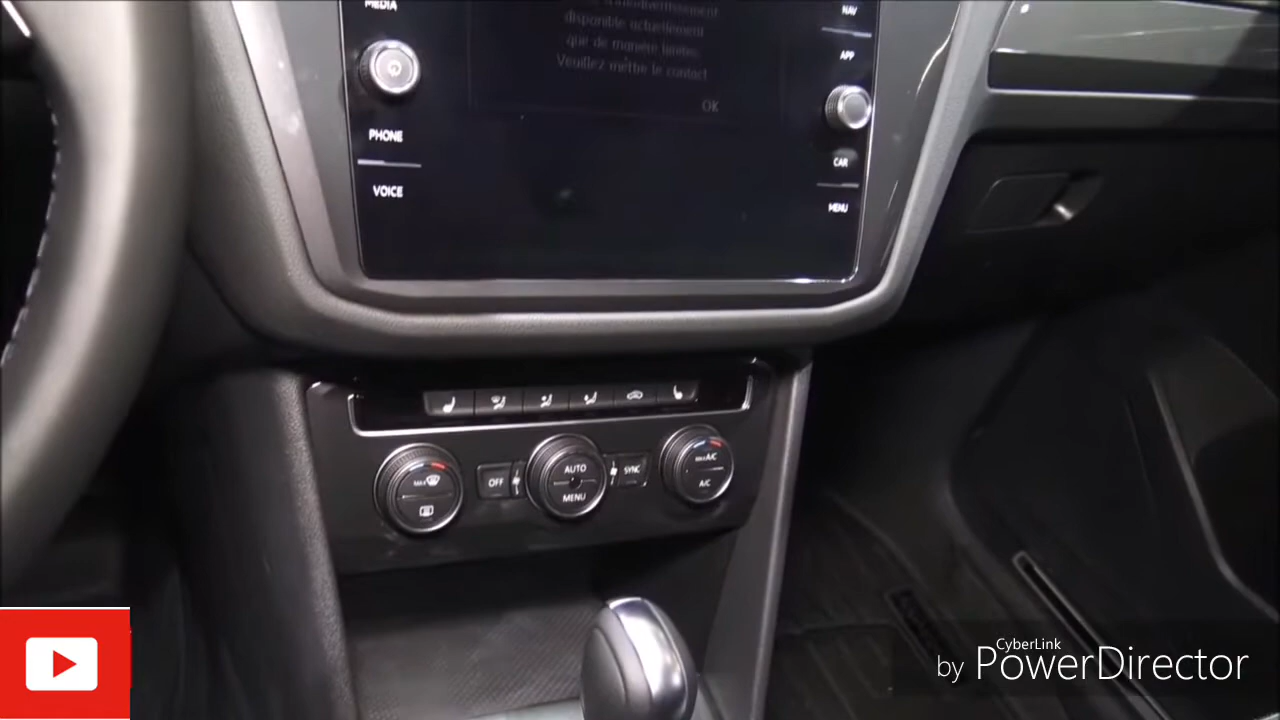 MEDIA
NAV
disponible actuellement
que de manière limitée.
Veuillez mettre le contact
APP
OK
PHONE
CAR
VOICE
MENU
MAX
OFF
AUTO
MENU
SYNC
MAX A/C
A/C
CyberLink
by PowerDirector